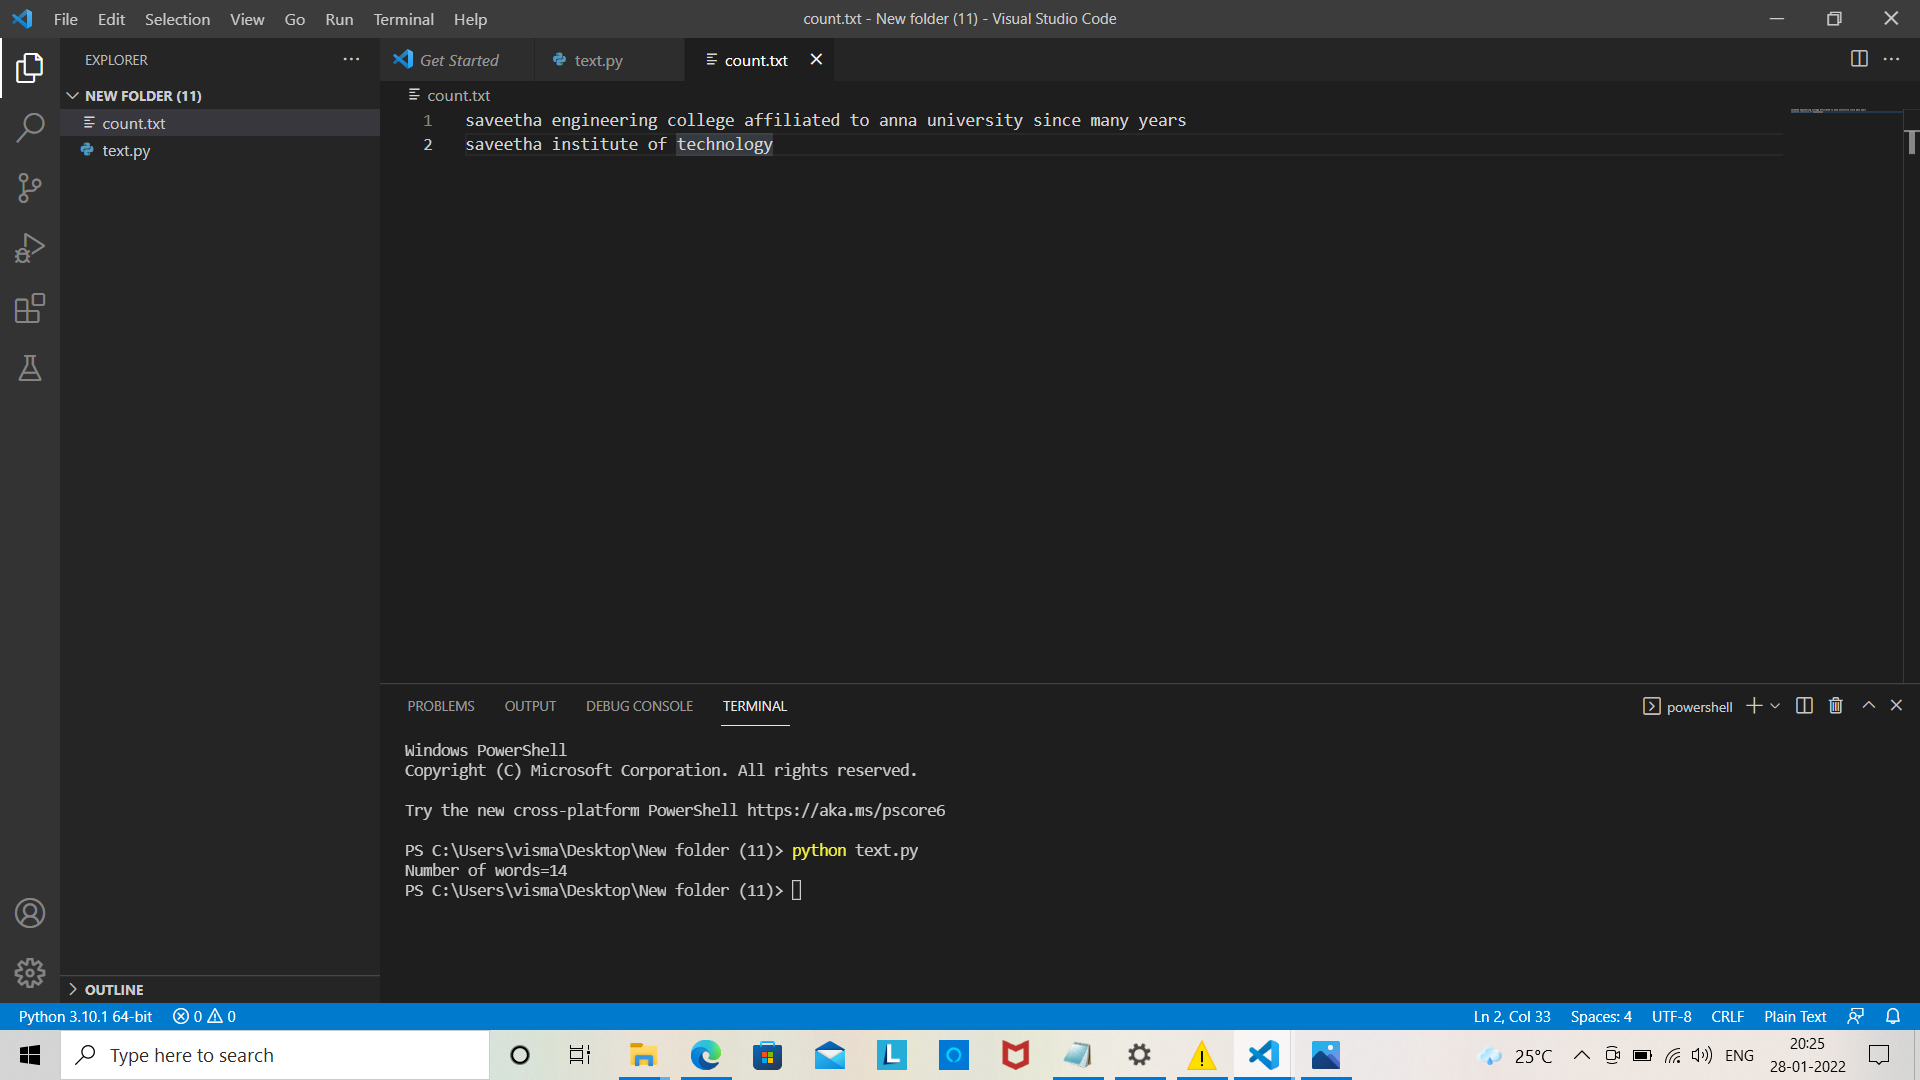 File Edit Selection View Go Run Terminal Help
count.txt - New folder (11) - Visual Studio Code
EXPLORER
Get Started
text.py
count.txt
NEW FOLDER (11)
count.txt
text.py
count.txt
1 saveetha engineering college affiliated to anna university since many years
2 saveetha institute of technology
PROBLEMS OUTPUT DEBUG CONSOLE TERMINAL
powershell
Windows PowerShell
Copyright (C) Microsoft Corporation. All rights reserved.
Try the new cross-platform PowerShell https://aka.ms/pscore6
PS C:\Users\visma\Desktop\New folder (11)> python text.py
Number of words=14
PS C:\Users\visma\Desktop\New folder (11)>
OUTLINE
Python 3.10.1 64-bit 0 0
Ln 2, Col 33 Spaces: 4 UTF-8 CRLF Plain Text
Type here to search
L
25°C
ENG
20:25
28-01-2022